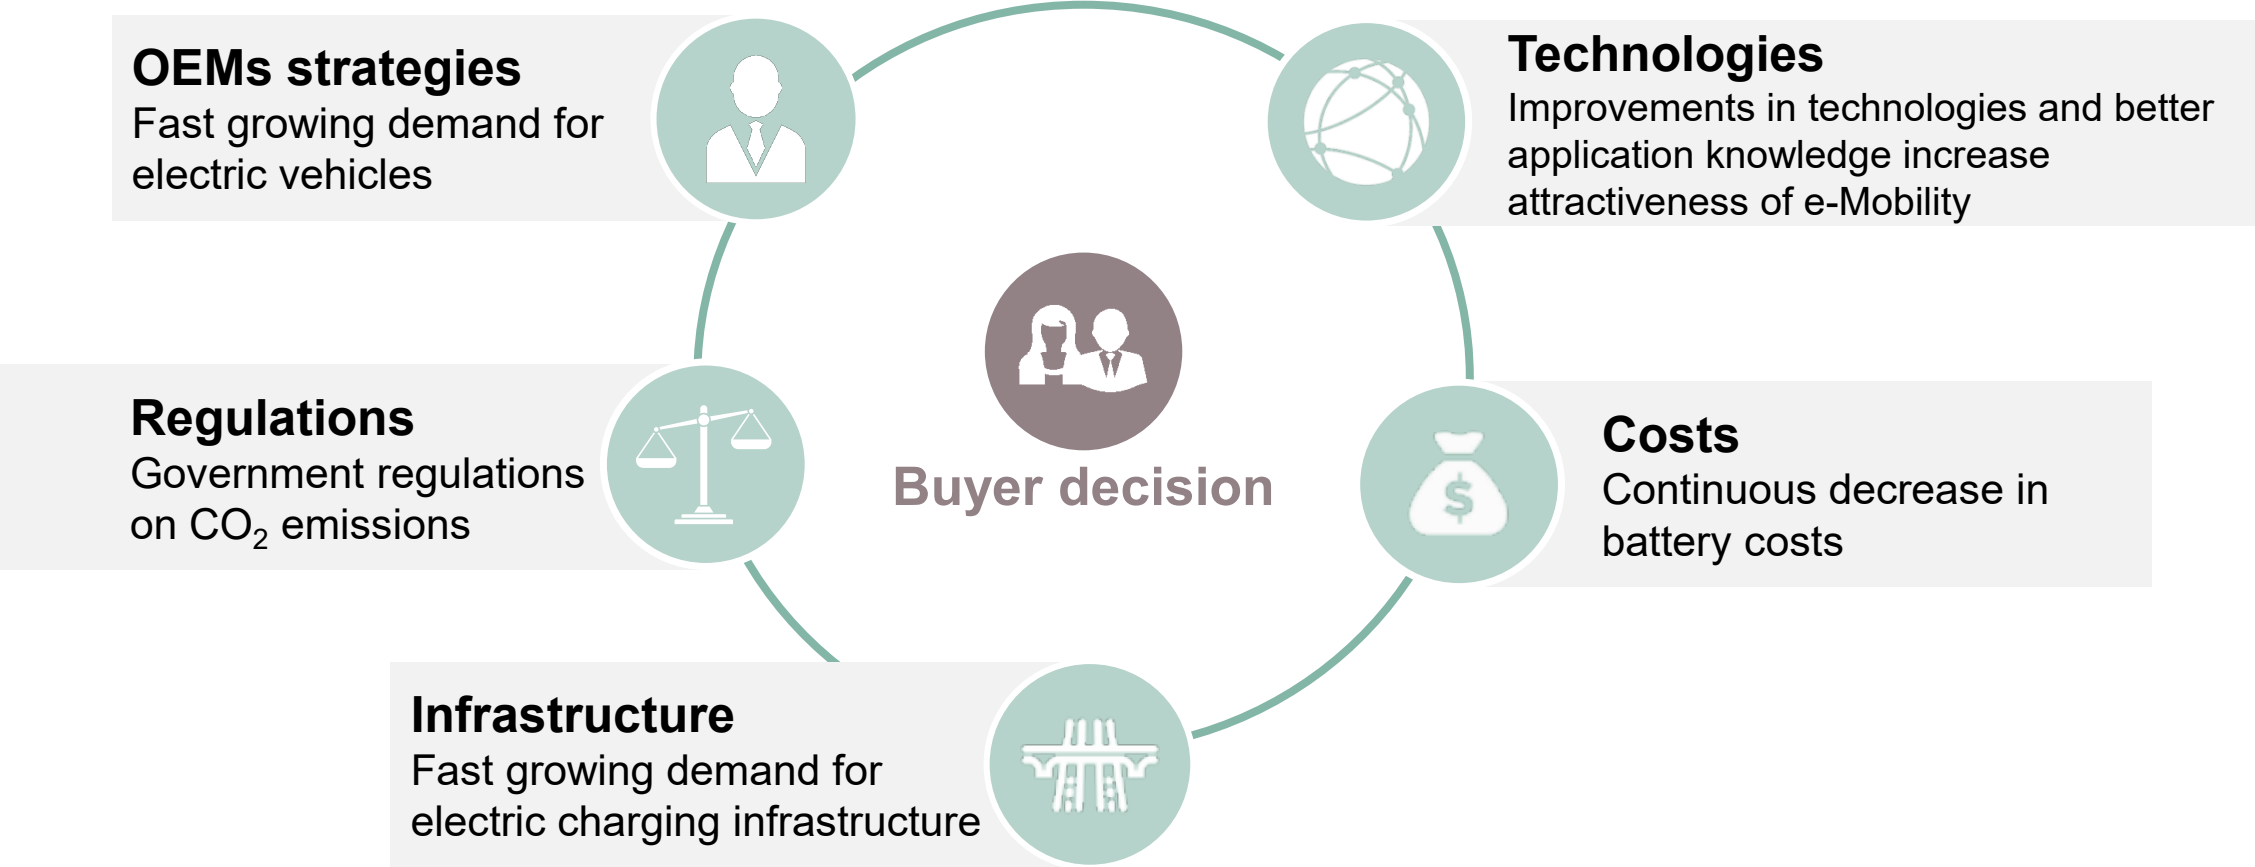 OEMs strategies
Fast growing demand for
electric vehicles
Technologies
Improvements in technologies and better
application knowledge increase
attractiveness of e-Mobility
Regulations
Government regulations
on CO₂ emissions
Buyer decision
Costs
Continuous decrease in
battery costs
$
Infrastructure
Fast growing demand for
electric charging infrastructure